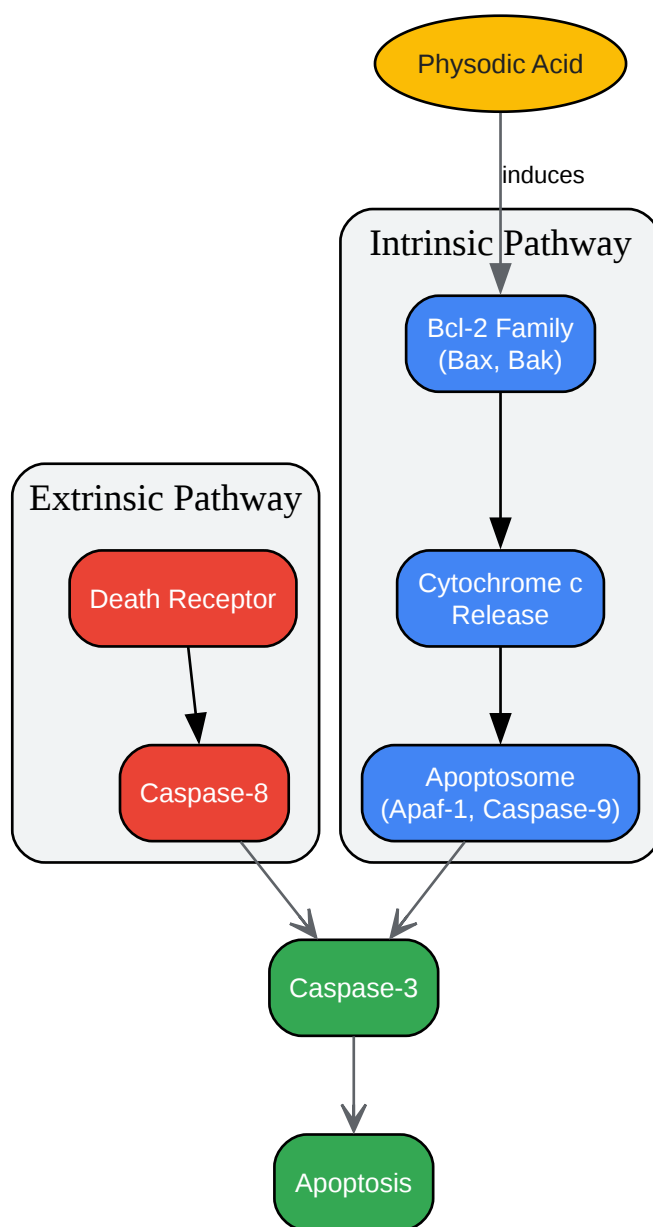 Physodic Acid
induces
Intrinsic Pathway
Bcl-2 Family
(Bax, Bak)
Extrinsic Pathway
Death Receptor
Cytochrome c
Release
Caspase-8
Apoptosome
(Apaf-1, Caspase-9)
Caspase-3
Apoptosis